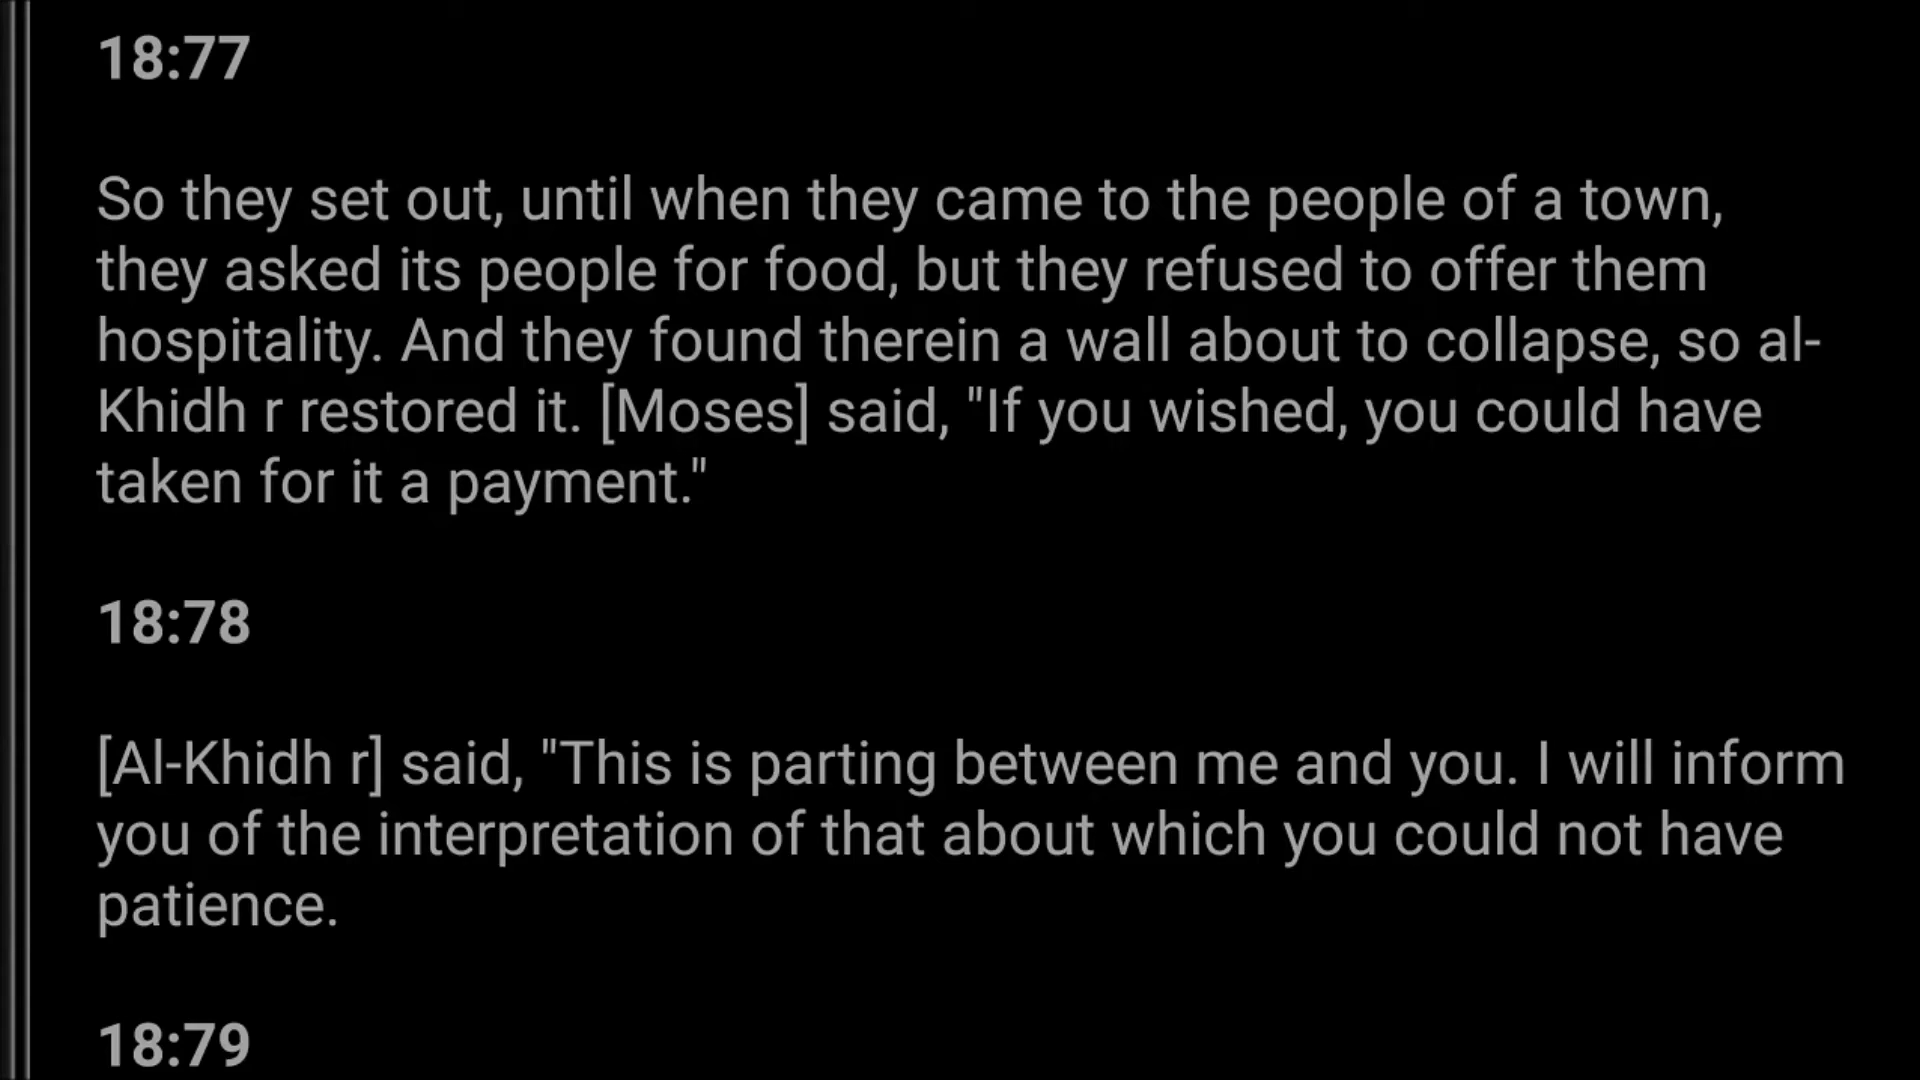 18:77
So they set out, until when they came to the people of a town,
they asked its people for food, but they refused to offer them
hospitality. And they found therein a wall about to collapse, so al-
Khidh r restored it. [Moses] said, "If you wished, you could have
taken for it a payment."
18:78
[Al-Khidh r] said, "This is parting between me and you. I will inform
you of the interpretation of that about which you could not have
patience.
18:79